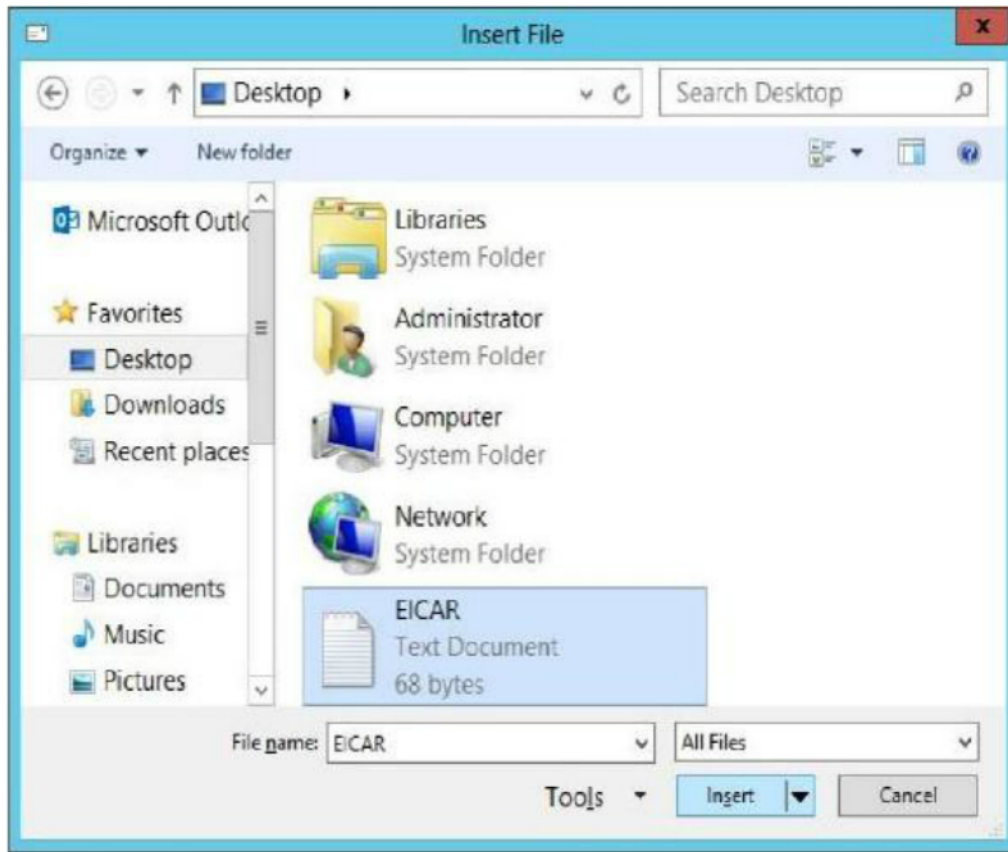 Insert File
x
Desktop
Search Desktop
Organize
New folder
Microsoft Outlo
Favorites
Desktop
Downloads
Recent places
Libraries
Documents
Music
Pictures
Libraries
System Folder
Administrator
System Folder
Computer
System Folder
Network
System Folder
EICAR
Text Document
68 bytes
File name: EICAR
All Files
Tools
Insert
Cancel